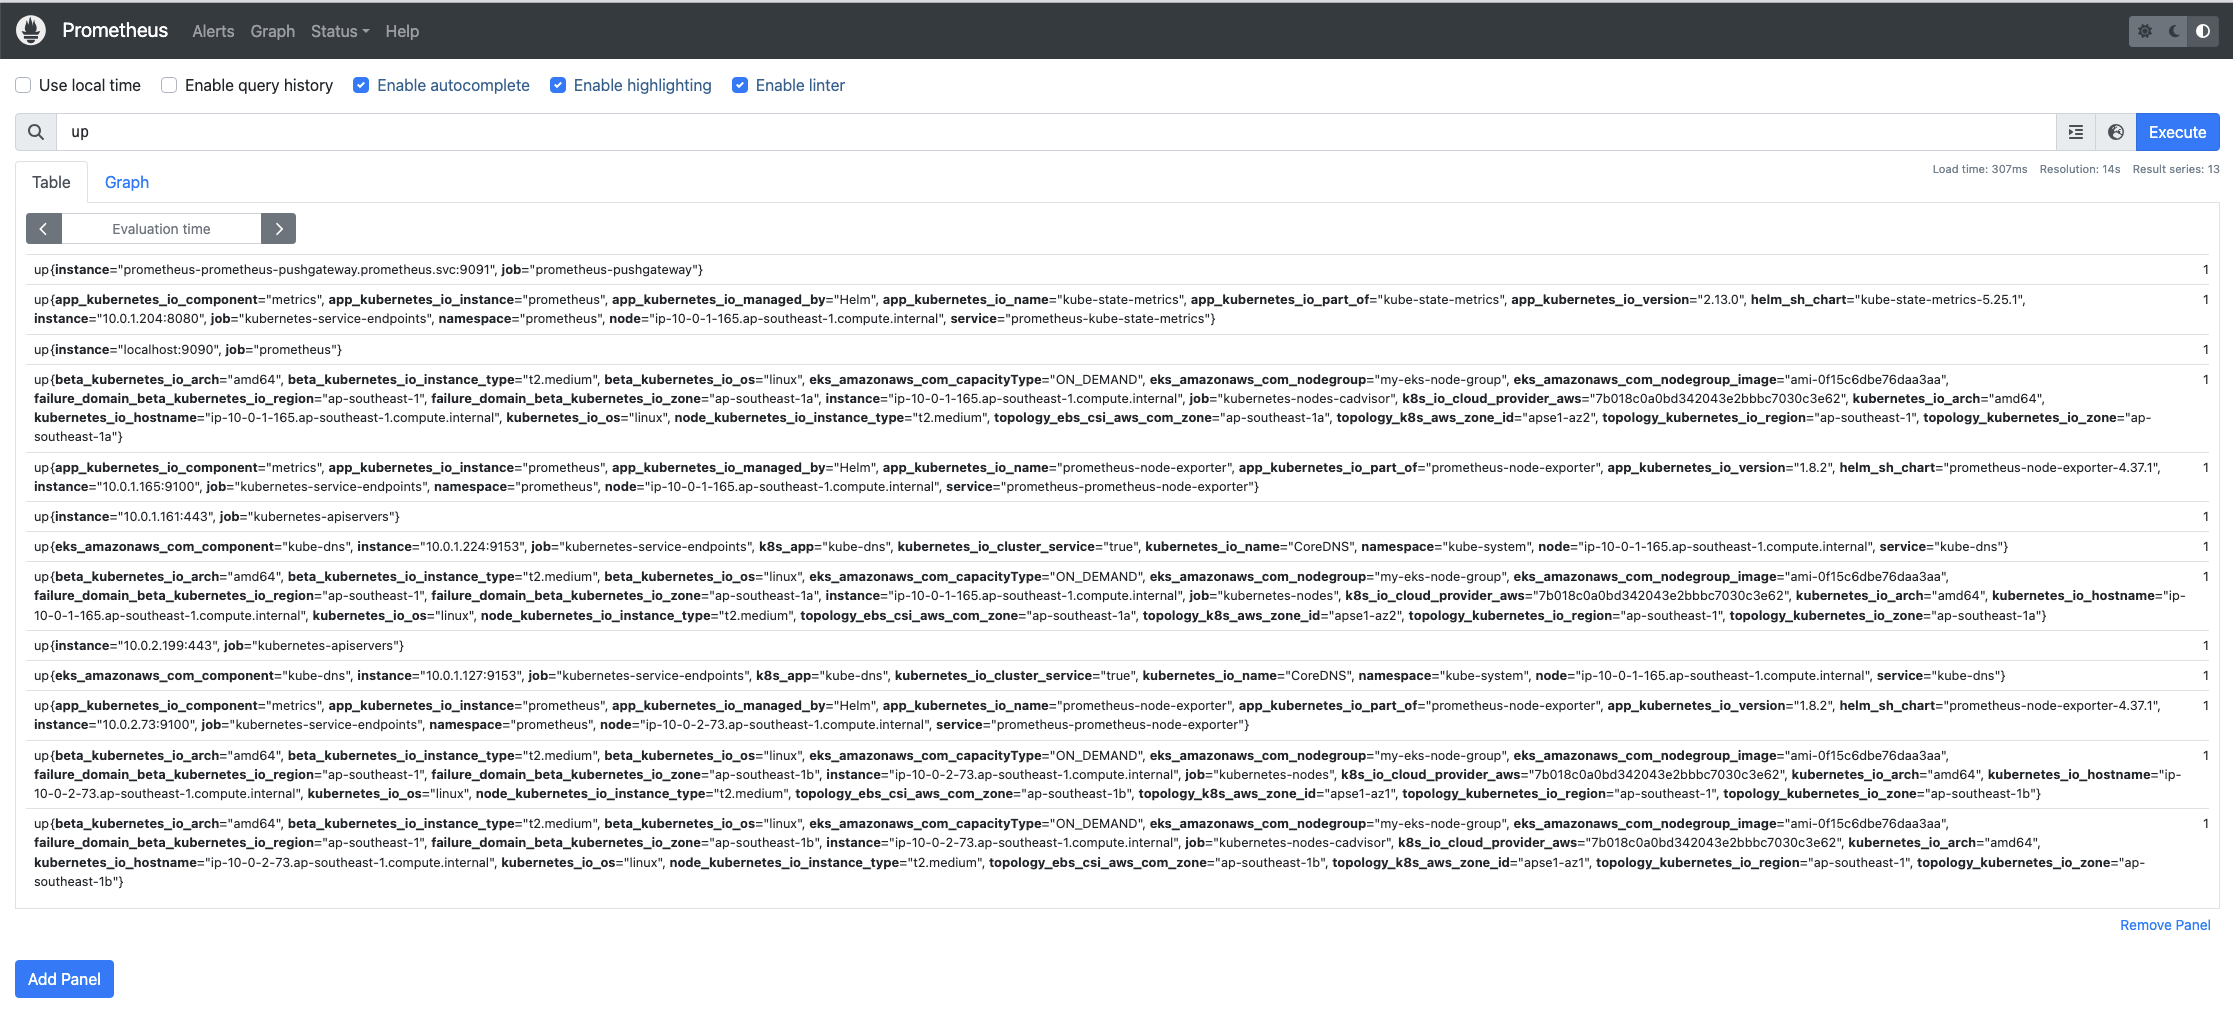 Prometheus Alerts Graph Status Help
Use local time Enable query history Enable autocomplete Enable highlighting Enable linter
up Execute
Table Graph Load time: 307ms Resolution: 14s Result series: 13
Evaluation time
up{instance="prometheus-prometheus-pushgateway.prometheus.svc:9091", job="prometheus-pushgateway"} 1
up{app_kubernetes_io_component="metrics", app_kubernetes_io_instance="prometheus", app_kubernetes_io_managed_by="Helm", app_kubernetes_io_name="kube-state-metrics", app_kubernetes_io_part_of="kube-state-metrics", app_kubernetes_io_version="2.13.0", helm_sh_chart="kube-state-metrics-5.25.1", 1
instance="10.0.1.204:8080", job="kubernetes-service-endpoints", namespace="prometheus", node="ip-10-0-1-165.ap-southeast-1.compute.internal", service="prometheus-kube-state-metrics"}
up{instance="localhost:9090", job="prometheus"} 1
up{beta_kubernetes_io_arch="amd64", beta_kubernetes_io_instance_type="t2.medium", beta_kubernetes_io_os="linux", eks_amazonaws_com_capacityType="ON_DEMAND", eks_amazonaws_com_nodegroup="my-eks-node-group", eks_amazonaws_com_nodegroup_image="ami-0f15c6dbe76daa3aa", 1
failure_domain_beta_kubernetes_io_region="ap-southeast-1", failure_domain_beta_kubernetes_io_zone="ap-southeast-1a", instance="ip-10-0-1-165.ap-southeast-1.compute.internal", job="kubernetes-nodes-cadvisor", k8s_io_cloud_provider_aws="7b018c0a0bd342043e2bbbc7030c3e62", kubernetes_io_arch="amd64",
kubernetes_io_hostname="ip-10-0-1-165.ap-southeast-1.compute.internal", kubernetes_io_os="linux", node_kubernetes_io_instance_type="t2.medium", topology_ebs_csi_aws_com_zone="ap-southeast-1a", topology_k8s_aws_zone_id="apse1-az2", topology_kubernetes_io_region="ap-southeast-1", topology_kubernetes_io_zone="ap-
southeast-1a"}
up{app_kubernetes_io_component="metrics", app_kubernetes_io_instance="prometheus", app_kubernetes_io_managed_by="Helm", app_kubernetes_io_name="prometheus-node-exporter", app_kubernetes_io_part_of="prometheus-node-exporter", app_kubernetes_io_version="1.8.2", helm_sh_chart="prometheus-node-exporter-4.37.1", 1
instance="10.0.1.165:9100", job="kubernetes-service-endpoints", namespace="prometheus", node="ip-10-0-1-165.ap-southeast-1.compute.internal", service="prometheus-prometheus-node-exporter"}
up{instance="10.0.1.161:443", job="kubernetes-apiservers"} 1
up{eks_amazonaws_com_component="kube-dns", instance="10.0.1.224:9153", job="kubernetes-service-endpoints", k8s_app="kube-dns", kubernetes_io_cluster_service="true", kubernetes_io_name="CoreDNS", namespace="kube-system", node="ip-10-0-1-165.ap-southeast-1.compute.internal", service="kube-dns"} 1
up{beta_kubernetes_io_arch="amd64", beta_kubernetes_io_instance_type="t2.medium", beta_kubernetes_io_os="linux", eks_amazonaws_com_capacityType="ON_DEMAND", eks_amazonaws_com_nodegroup="my-eks-node-group", eks_amazonaws_com_nodegroup_image="ami-0f15c6dbe76daa3aa", 1
failure_domain_beta_kubernetes_io_region="ap-southeast-1", failure_domain_beta_kubernetes_io_zone="ap-southeast-1a", instance="ip-10-0-1-165.ap-southeast-1.compute.internal", job="kubernetes-nodes", k8s_io_cloud_provider_aws="7b018c0a0bd342043e2bbbc7030c3e62", kubernetes_io_arch="amd64", kubernetes_io_hostname="ip-
10-0-1-165.ap-southeast-1.compute.internal", kubernetes_io_os="linux", node_kubernetes_io_instance_type="t2.medium", topology_ebs_csi_aws_com_zone="ap-southeast-1a", topology_k8s_aws_zone_id="apse1-az2", topology_kubernetes_io_region="ap-southeast-1", topology_kubernetes_io_zone="ap-southeast-1a"}
up{instance="10.0.2.199:443", job="kubernetes-apiservers"} 1
up{eks_amazonaws_com_component="kube-dns", instance="10.0.1.127:9153", job="kubernetes-service-endpoints", k8s_app="kube-dns", kubernetes_io_cluster_service="true", kubernetes_io_name="CoreDNS", namespace="kube-system", node="ip-10-0-1-165.ap-southeast-1.compute.internal", service="kube-dns"} 1
up{app_kubernetes_io_component="metrics", app_kubernetes_io_instance="prometheus", app_kubernetes_io_managed_by="Helm", app_kubernetes_io_name="prometheus-node-exporter", app_kubernetes_io_part_of="prometheus-node-exporter", app_kubernetes_io_version="1.8.2", helm_sh_chart="prometheus-node-exporter-4.37.1", 1
instance="10.0.2.73:9100", job="kubernetes-service-endpoints", namespace="prometheus", node="ip-10-0-2-73.ap-southeast-1.compute.internal", service="prometheus-prometheus-node-exporter"}
up{beta_kubernetes_io_arch="amd64", beta_kubernetes_io_instance_type="t2.medium", beta_kubernetes_io_os="linux", eks_amazonaws_com_capacityType="ON_DEMAND", eks_amazonaws_com_nodegroup="my-eks-node-group", eks_amazonaws_com_nodegroup_image="ami-0f15c6dbe76daa3aa", 1
failure_domain_beta_kubernetes_io_region="ap-southeast-1", failure_domain_beta_kubernetes_io_zone="ap-southeast-1b", instance="ip-10-0-2-73.ap-southeast-1.compute.internal", job="kubernetes-nodes", k8s_io_cloud_provider_aws="7b018c0a0bd342043e2bbbc7030c3e62", kubernetes_io_arch="amd64", kubernetes_io_hostname="ip-
10-0-2-73.ap-southeast-1.compute.internal", kubernetes_io_os="linux", node_kubernetes_io_instance_type="t2.medium", topology_ebs_csi_aws_com_zone="ap-southeast-1b", topology_k8s_aws_zone_id="apse1-az1", topology_kubernetes_io_region="ap-southeast-1", topology_kubernetes_io_zone="ap-southeast-1b"}
up{beta_kubernetes_io_arch="amd64", beta_kubernetes_io_instance_type="t2.medium", beta_kubernetes_io_os="linux", eks_amazonaws_com_capacityType="ON_DEMAND", eks_amazonaws_com_nodegroup="my-eks-node-group", eks_amazonaws_com_nodegroup_image="ami-0f15c6dbe76daa3aa", 1
failure_domain_beta_kubernetes_io_region="ap-southeast-1", failure_domain_beta_kubernetes_io_zone="ap-southeast-1b", instance="ip-10-0-2-73.ap-southeast-1.compute.internal", job="kubernetes-nodes-cadvisor", k8s_io_cloud_provider_aws="7b018c0a0bd342043e2bbbc7030c3e62", kubernetes_io_arch="amd64",
kubernetes_io_hostname="ip-10-0-2-73.ap-southeast-1.compute.internal", kubernetes_io_os="linux", node_kubernetes_io_instance_type="t2.medium", topology_ebs_csi_aws_com_zone="ap-southeast-1b", topology_k8s_aws_zone_id="apse1-az1", topology_kubernetes_io_region="ap-southeast-1", topology_kubernetes_io_zone="ap-
southeast-1b"}
Remove Panel
Add Panel